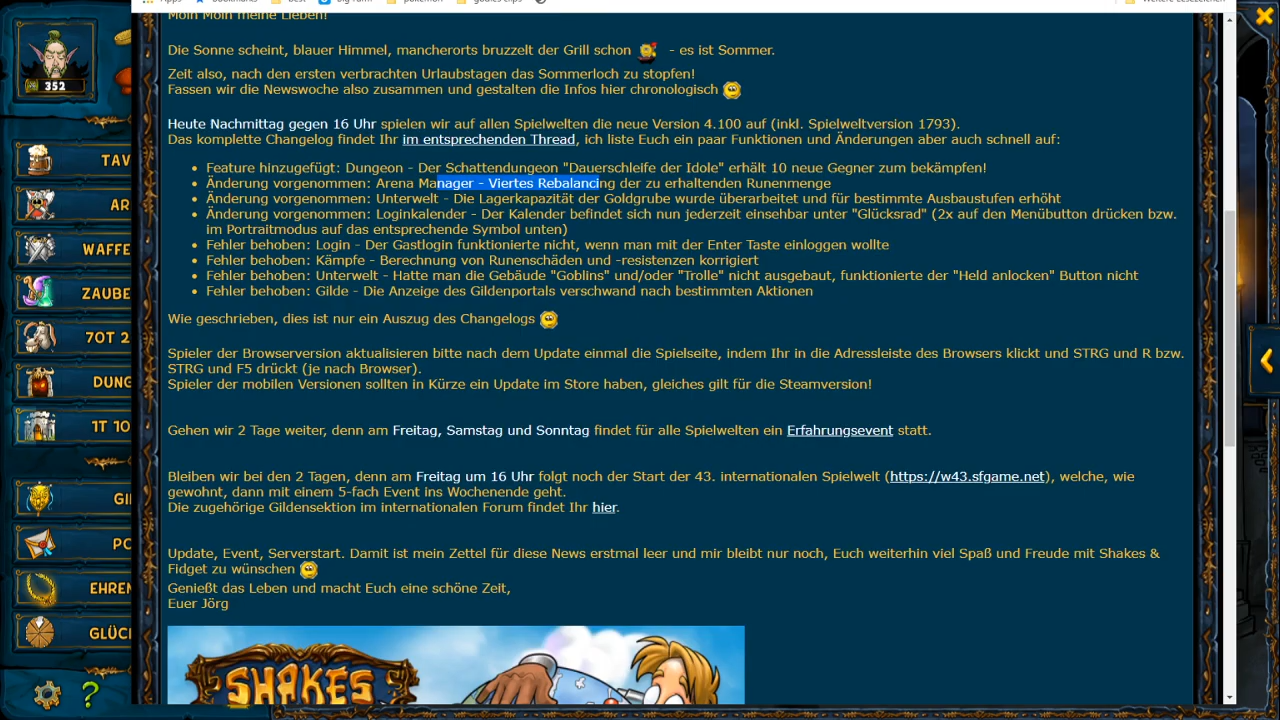 Apps
bookmarks
best
big farm
pokemon
godies clips
Weitere Lesezeichen
Moin Moin meine Lieben!
Die Sonne scheint, blauer Himmel, mancherorts bruzzelt der Grill schon - es ist Sommer.
Zeit also, nach den ersten verbrachten Urlaubstagen das Sommerloch zu stopfen!
Fassen wir die Newswoche also zusammen und gestalten die Infos hier chronologisch
352
Heute Nachmittag gegen 16 Uhr spielen wir auf allen Spielwelten die neue Version 4.100 auf (inkl. Spielweltversion 1793).
Das komplette Changelog findet Ihr im entsprechenden Thread, ich liste Euch ein paar Funktionen und Änderungen aber auch schnell auf:
• Feature hinzugefügt: Dungeon - Der Schattendungeon "Dauerschleife der Idole" erhält 10 neue Gegner zum bekämpfen!
• Änderung vorgenommen: Arena Manager - Viertes Rebalancing der zu erhaltenden Runenmenge
• Änderung vorgenommen: Unterwelt - Die Lagerkapazität der Goldgrube wurde überarbeitet und für bestimmte Ausbaustufen erhöht
• Änderung vorgenommen: Loginkalender - Der Kalender befindet sich nun jederzeit einsehbar unter "Glücksrad" (2x auf den Menübutton drücken bzw.
im Portraitmodus auf das entsprechende Symbol unten)
• Fehler behoben: Login - Der Gastlogin funktionierte nicht, wenn man mit der Enter Taste einloggen wollte
• Fehler behoben: Kämpfe - Berechnung von Runenschäden und -resistenzen korrigiert
• Fehler behoben: Unterwelt - Hatte man die Gebäude "Goblins" und/oder "Trolle" nicht ausgebaut, funktionierte der "Held anlocken" Button nicht
• Fehler behoben: Gilde - Die Anzeige des Gildenportals verschwand nach bestimmten Aktionen
Wie geschrieben, dies ist nur ein Auszug des Changelogs
Spieler der Browserversion aktualisieren bitte nach dem Update einmal die Spielseite, indem Ihr in die Adressleiste des Browsers klickt und STRG und R bzw.
STRG und F5 drückt (je nach Browser).
Spieler der mobilen Versionen sollten in Kürze ein Update im Store haben, gleiches gilt für die Steamversion!
Gehen wir 2 Tage weiter, denn am Freitag, Samstag und Sonntag findet für alle Spielwelten ein Erfahrungsevent statt.
Bleiben wir bei den 2 Tagen, denn am Freitag um 16 Uhr folgt noch der Start der 43. internationalen Spielwelt (https://w43.sfgame.net), welche, wie
gewohnt, dann mit einem 5-fach Event ins Wochenende geht.
Die zugehörige Gildensektion im internationalen Forum findet Ihr hier.
Update, Event, Serverstart. Damit ist mein Zettel für diese News erstmal leer und mir bleibt nur noch, Euch weiterhin viel Spaß und Freude mit Shakes &
Fidget zu wünschen
Genießt das Leben und macht Euch eine schöne Zeit,
Euer Jörg
SHAKES
TAV
AR
WAFFE
ZAUBE
7OT 2
DUNG
1T 10
GI
PO
EHREN
GLÜC
?